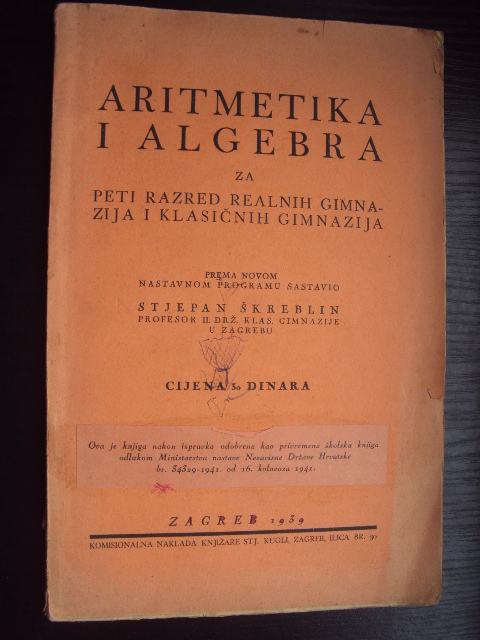 ARITMETIKA
I ALGEBRA
ZA
PETI RAZRED REALNIH GIMNA-
ZIJA I KLASIČNIH GIMNAZIJA
PREMA NOVOM
NASTAVNOM PROGRAMU SASTAVIO
STJEPAN ŠKREBLIN
PROFESOR II. DRŽ. KLAS. GIMNAZIJE
U ZAGREBU
CIJENA 30 DINARA
Ova je knjiga nakon ispravka odobrena kao privremena školska knjiga
odlukom Ministarstva nastave Nezavisne Države Hrvatske
br. 54529-1941. od 16. kolovoza 1941.
ZAGREB 1939
KOMISIONALNA NAKLADA KNJIŽARE STJ. KUGLI, ZAGREB, ILICA BR. 30